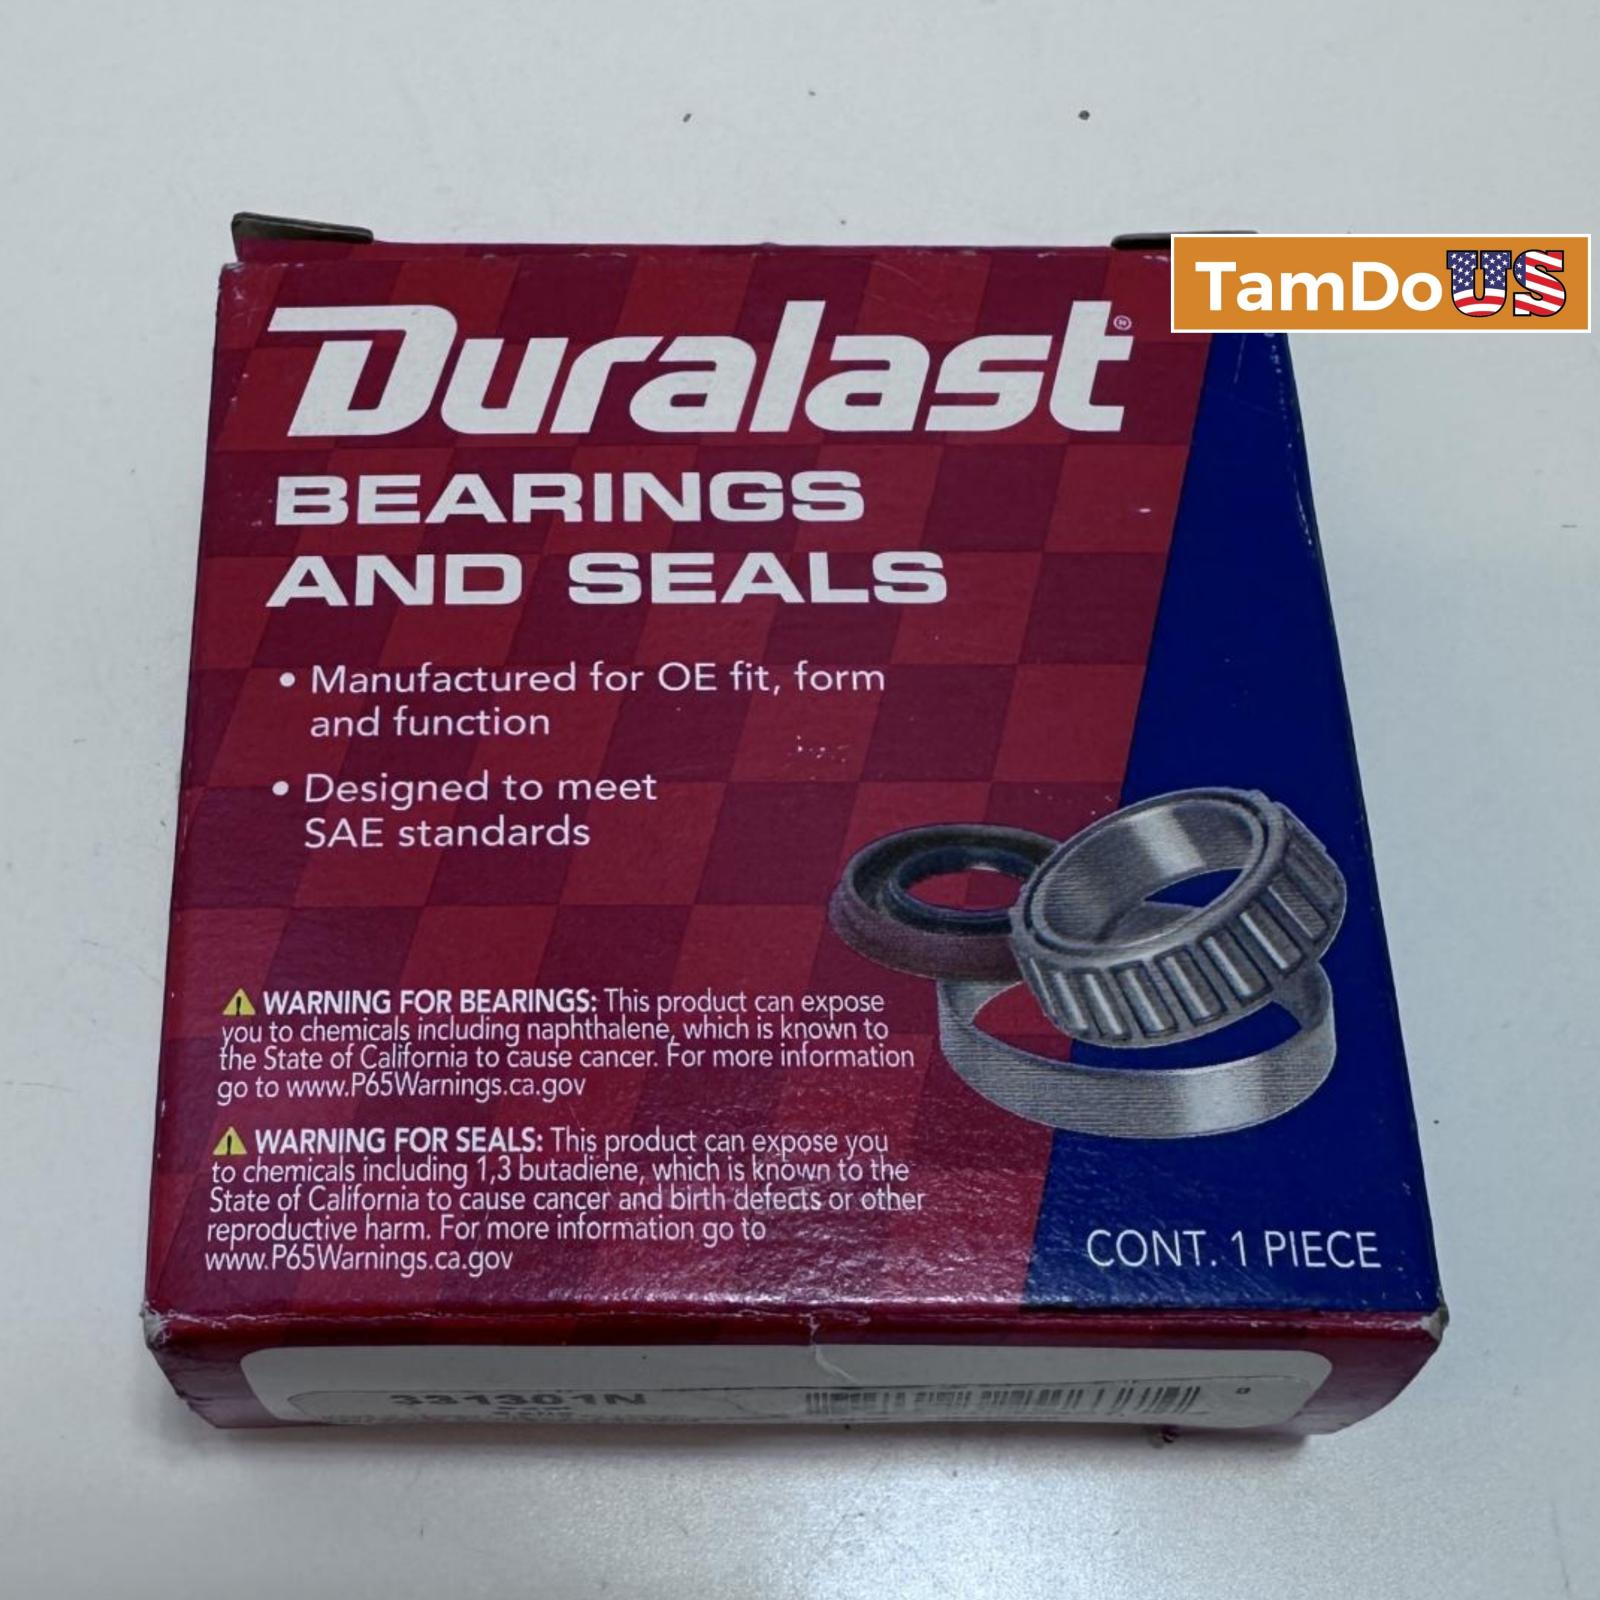 TamDoUS
Duralast®
BEARINGS
AND SEALS
• Manufactured for OE fit, form
and function
• Designed to meet
SAE standards
⚠ WARNING FOR BEARINGS: This product can expose
you to chemicals including naphthalene, which is known to
the State of California to cause cancer. For more information
go to www.P65Warnings.ca.gov
⚠ WARNING FOR SEALS: This product can expose you
to chemicals including 1,3 butadiene, which is known to the
State of California to cause cancer and birth defects or other
reproductive harm. For more information go to
www.P65Warnings.ca.gov
CONT. 1 PIECE
331301N